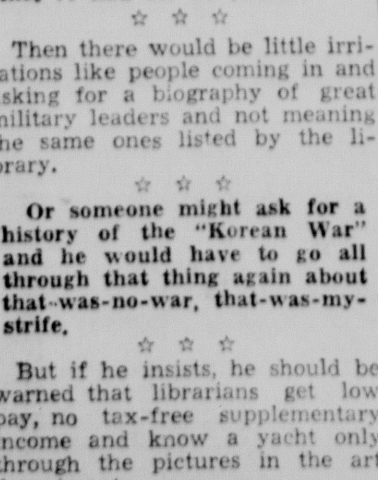 ☆ ☆ ☆
Then there would be little irri-
ations like people coming in and
sking for a biography of great
military leaders and not meaning
he same ones listed by the li-
brary.
☆ ☆ ☆
Or someone might ask for a
history of the "Korean War"
and he would have to go all
through that thing again about
that-was-no-war, that-was-my-
strife.
☆ ☆ ☆
But if he insists, he should be
warned that librarians get low
pay, no tax-free supplementary
ncome and know a yacht only
through the pictures in the art